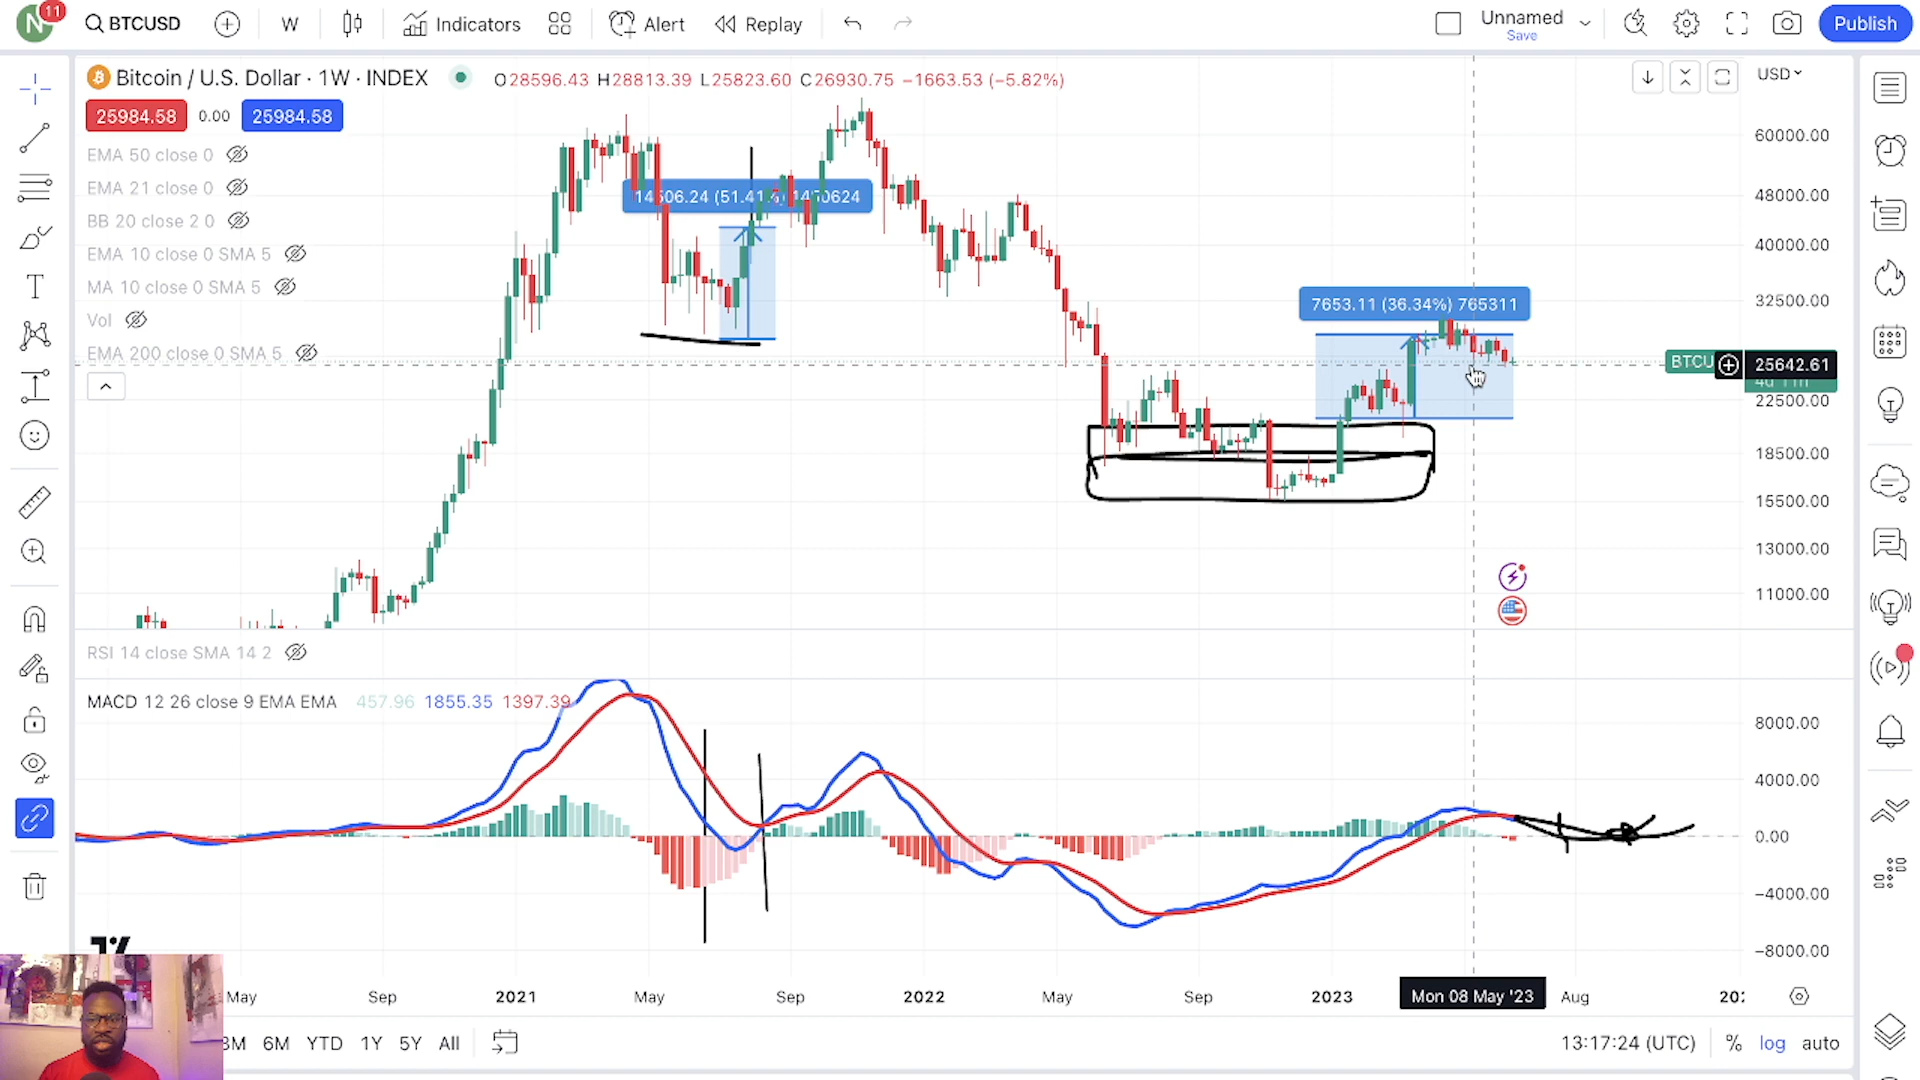 11
N
BTCUSD
W
Indicators
Alert
Replay
Unnamed
Save
Publish
Bitcoin / U.S. Dollar · 1W · INDEX
O28596.43 H28813.39 L25823.60 C26930.75 −1663.53 (−5.82%)
USD
25984.58
0.00
25984.58
EMA 50 close 0
EMA 21 close 0
BB 20 close 2 0
EMA 10 close 0 SMA 5
MA 10 close 0 SMA 5
Vol
EMA 200 close 0 SMA 5
7653.11 (36.34%) 765311
60000.00
48000.00
40000.00
32500.00
BTCU
25642.61
4d 11h
22500.00
18500.00
15500.00
13000.00
11000.00
RSI 14 close SMA 14 2
MACD 12 26 close 9 EMA EMA 457.96 1855.35 1397.39
8000.00
4000.00
0.00
−4000.00
−8000.00
May
Sep
2021
May
Sep
2022
May
Sep
2023
Mon 08 May '23
Aug
3M
6M
YTD
1Y
5Y
All
13:17:24 (UTC)
%
log
auto